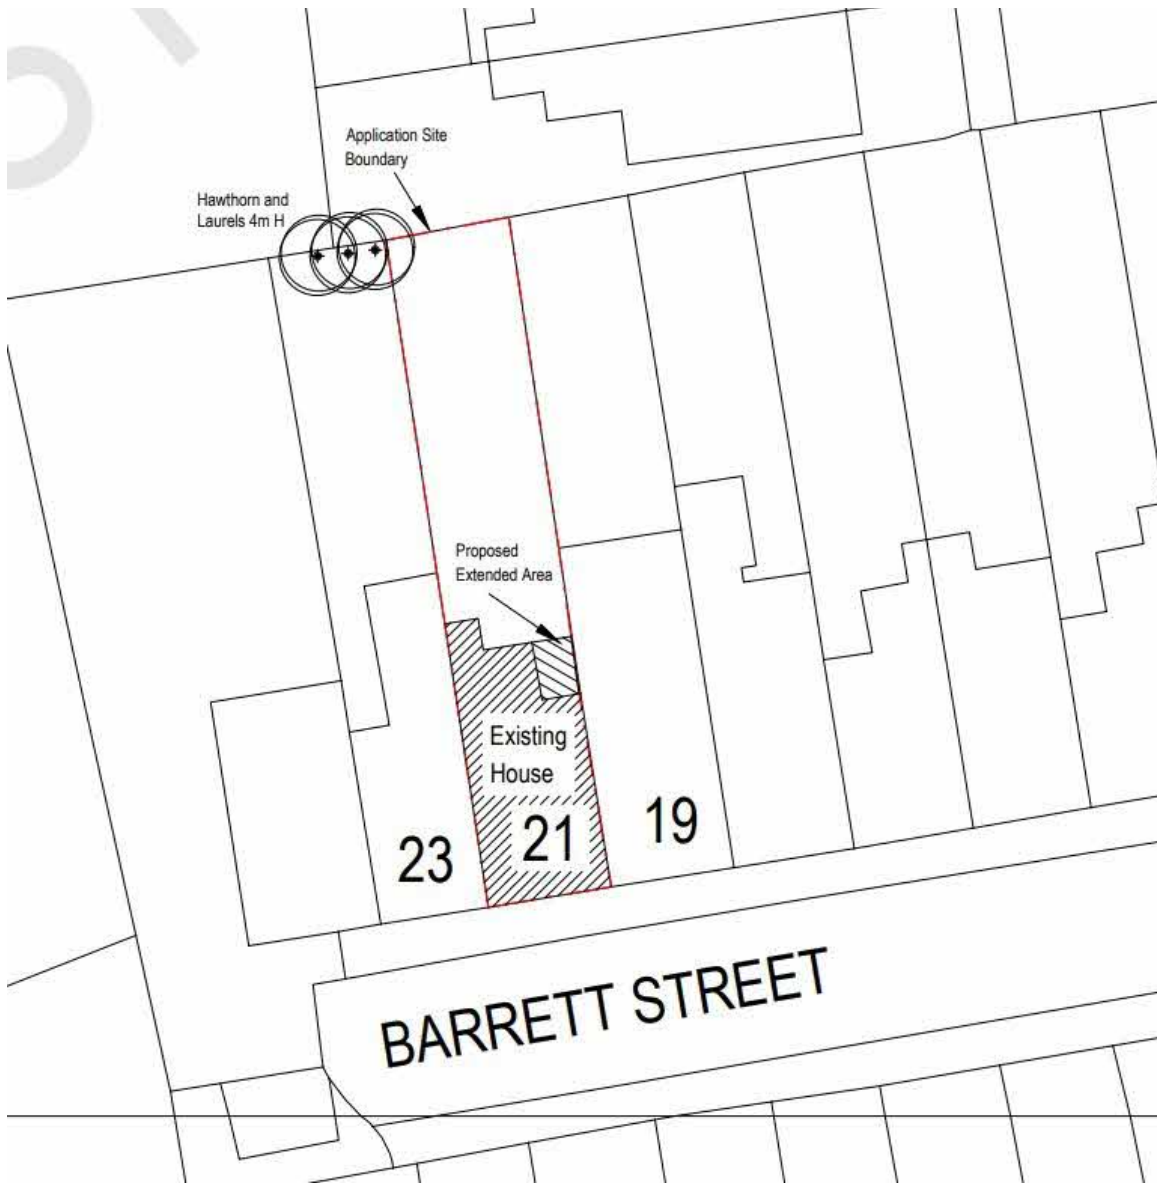 Application Site
Boundary
Hawthorn and
Laurels 4m H
Proposed
Extended Area
Existing
House
23
21
19
BARRETT STREET